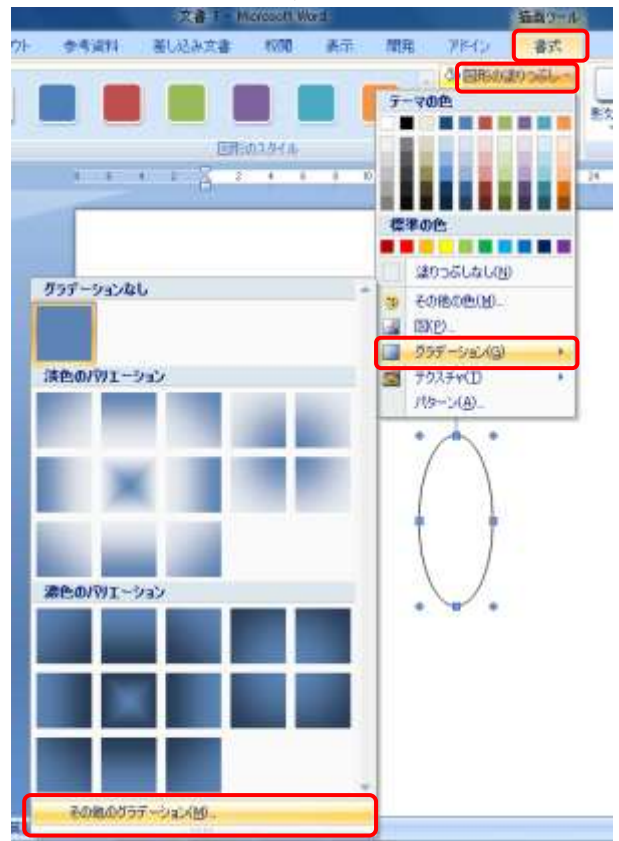 文書 1 - Microsoft Word
描画ツール
参考資料 差し込み文書 校閲 表示 開発 アドイン 書式
図形の塗りつぶし
図形のスタイル
テーマの色
標準の色
塗りつぶしなし(N)
その他の色(M)...
図(P)...
グラデーション(G)
テクスチャ(T)
パターン(A)...
グラデーションなし
淡色のバリエーション
濃色のバリエーション
その他のグラデーション(M)...